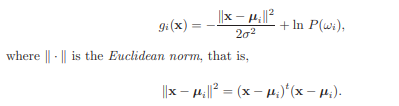 gᵢ(x) = −‖x − μᵢ‖² / 2σ² + ln P(ωᵢ),
where ‖ · ‖ is the Euclidean norm, that is,
‖x − μᵢ‖² = (x − μᵢ)ᵗ(x − μᵢ).